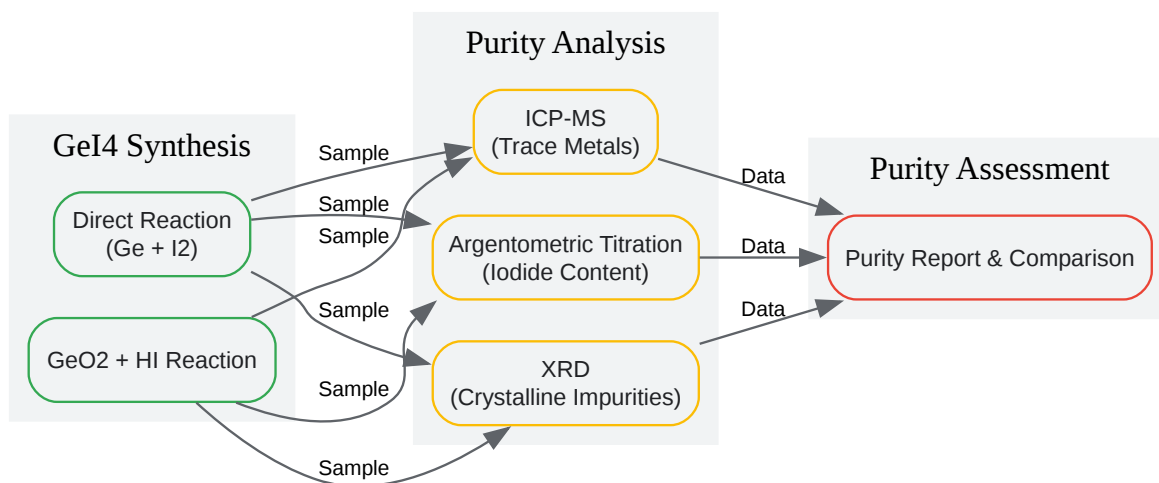 GeI4 Synthesis
Direct Reaction
(Ge + I2)
GeO2 + HI Reaction
Sample
Sample
Sample
Sample
Sample
Sample
Purity Analysis
ICP-MS
(Trace Metals)
Argentometric Titration
(Iodide Content)
XRD
(Crystalline Impurities)
Data
Data
Data
Purity Assessment
Purity Report & Comparison